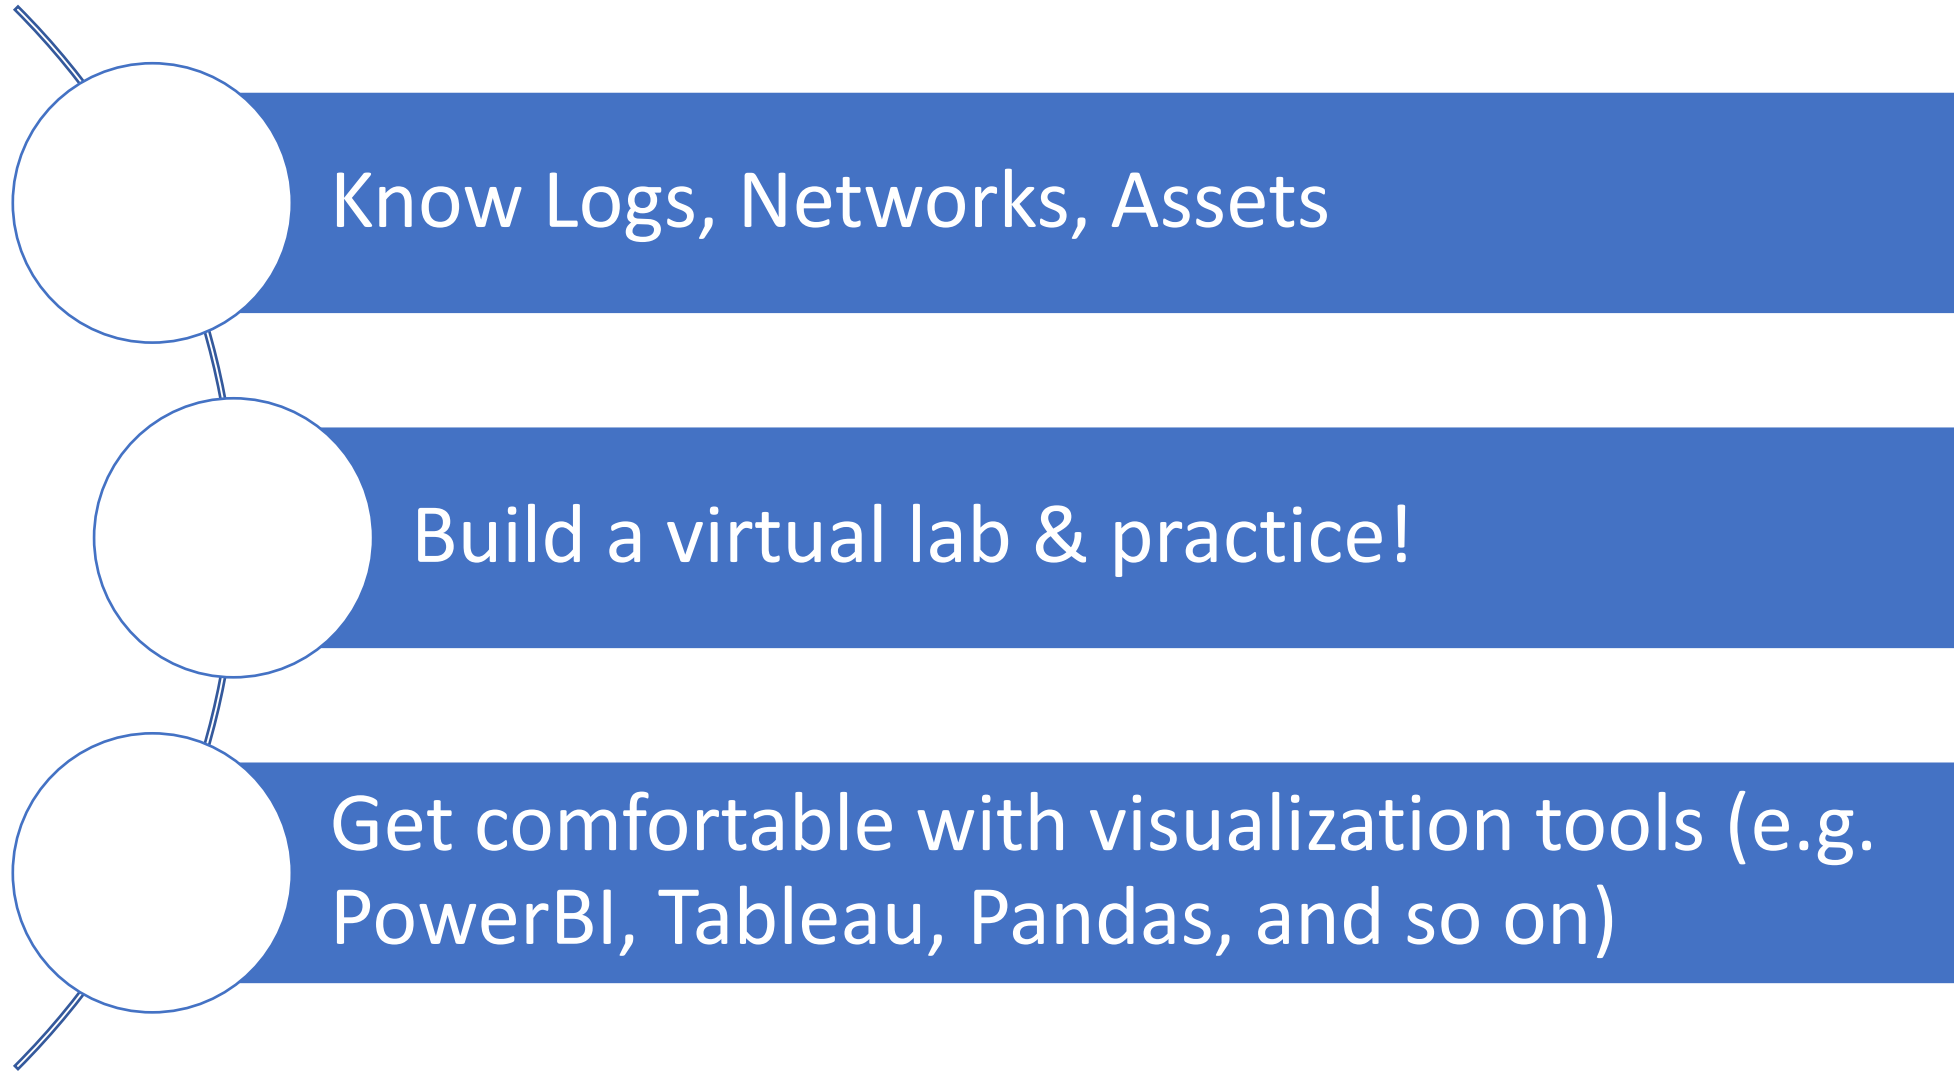 Know Logs, Networks, Assets
Build a virtual lab & practice!
Get comfortable with visualization tools (e.g.
PowerBI, Tableau, Pandas, and so on)